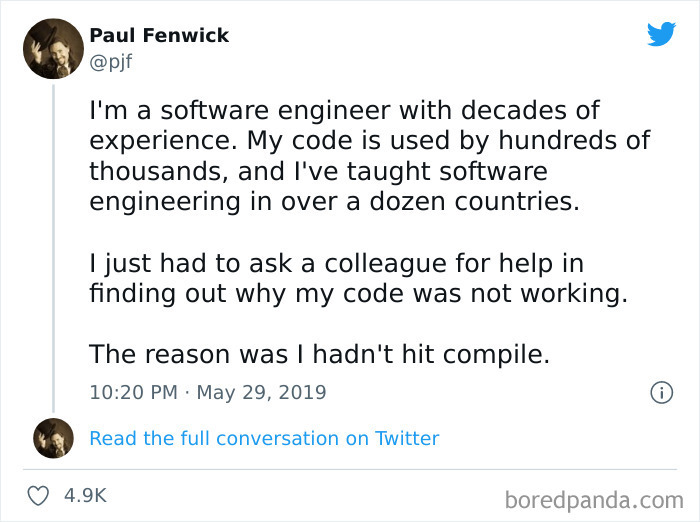 Paul Fenwick
@pjf
I'm a software engineer with decades of
experience. My code is used by hundreds of
thousands, and I've taught software
engineering in over a dozen countries.
I just had to ask a colleague for help in
finding out why my code was not working.
The reason was I hadn't hit compile.
10:20 PM · May 29, 2019
Read the full conversation on Twitter
4.9K
boredpanda.com